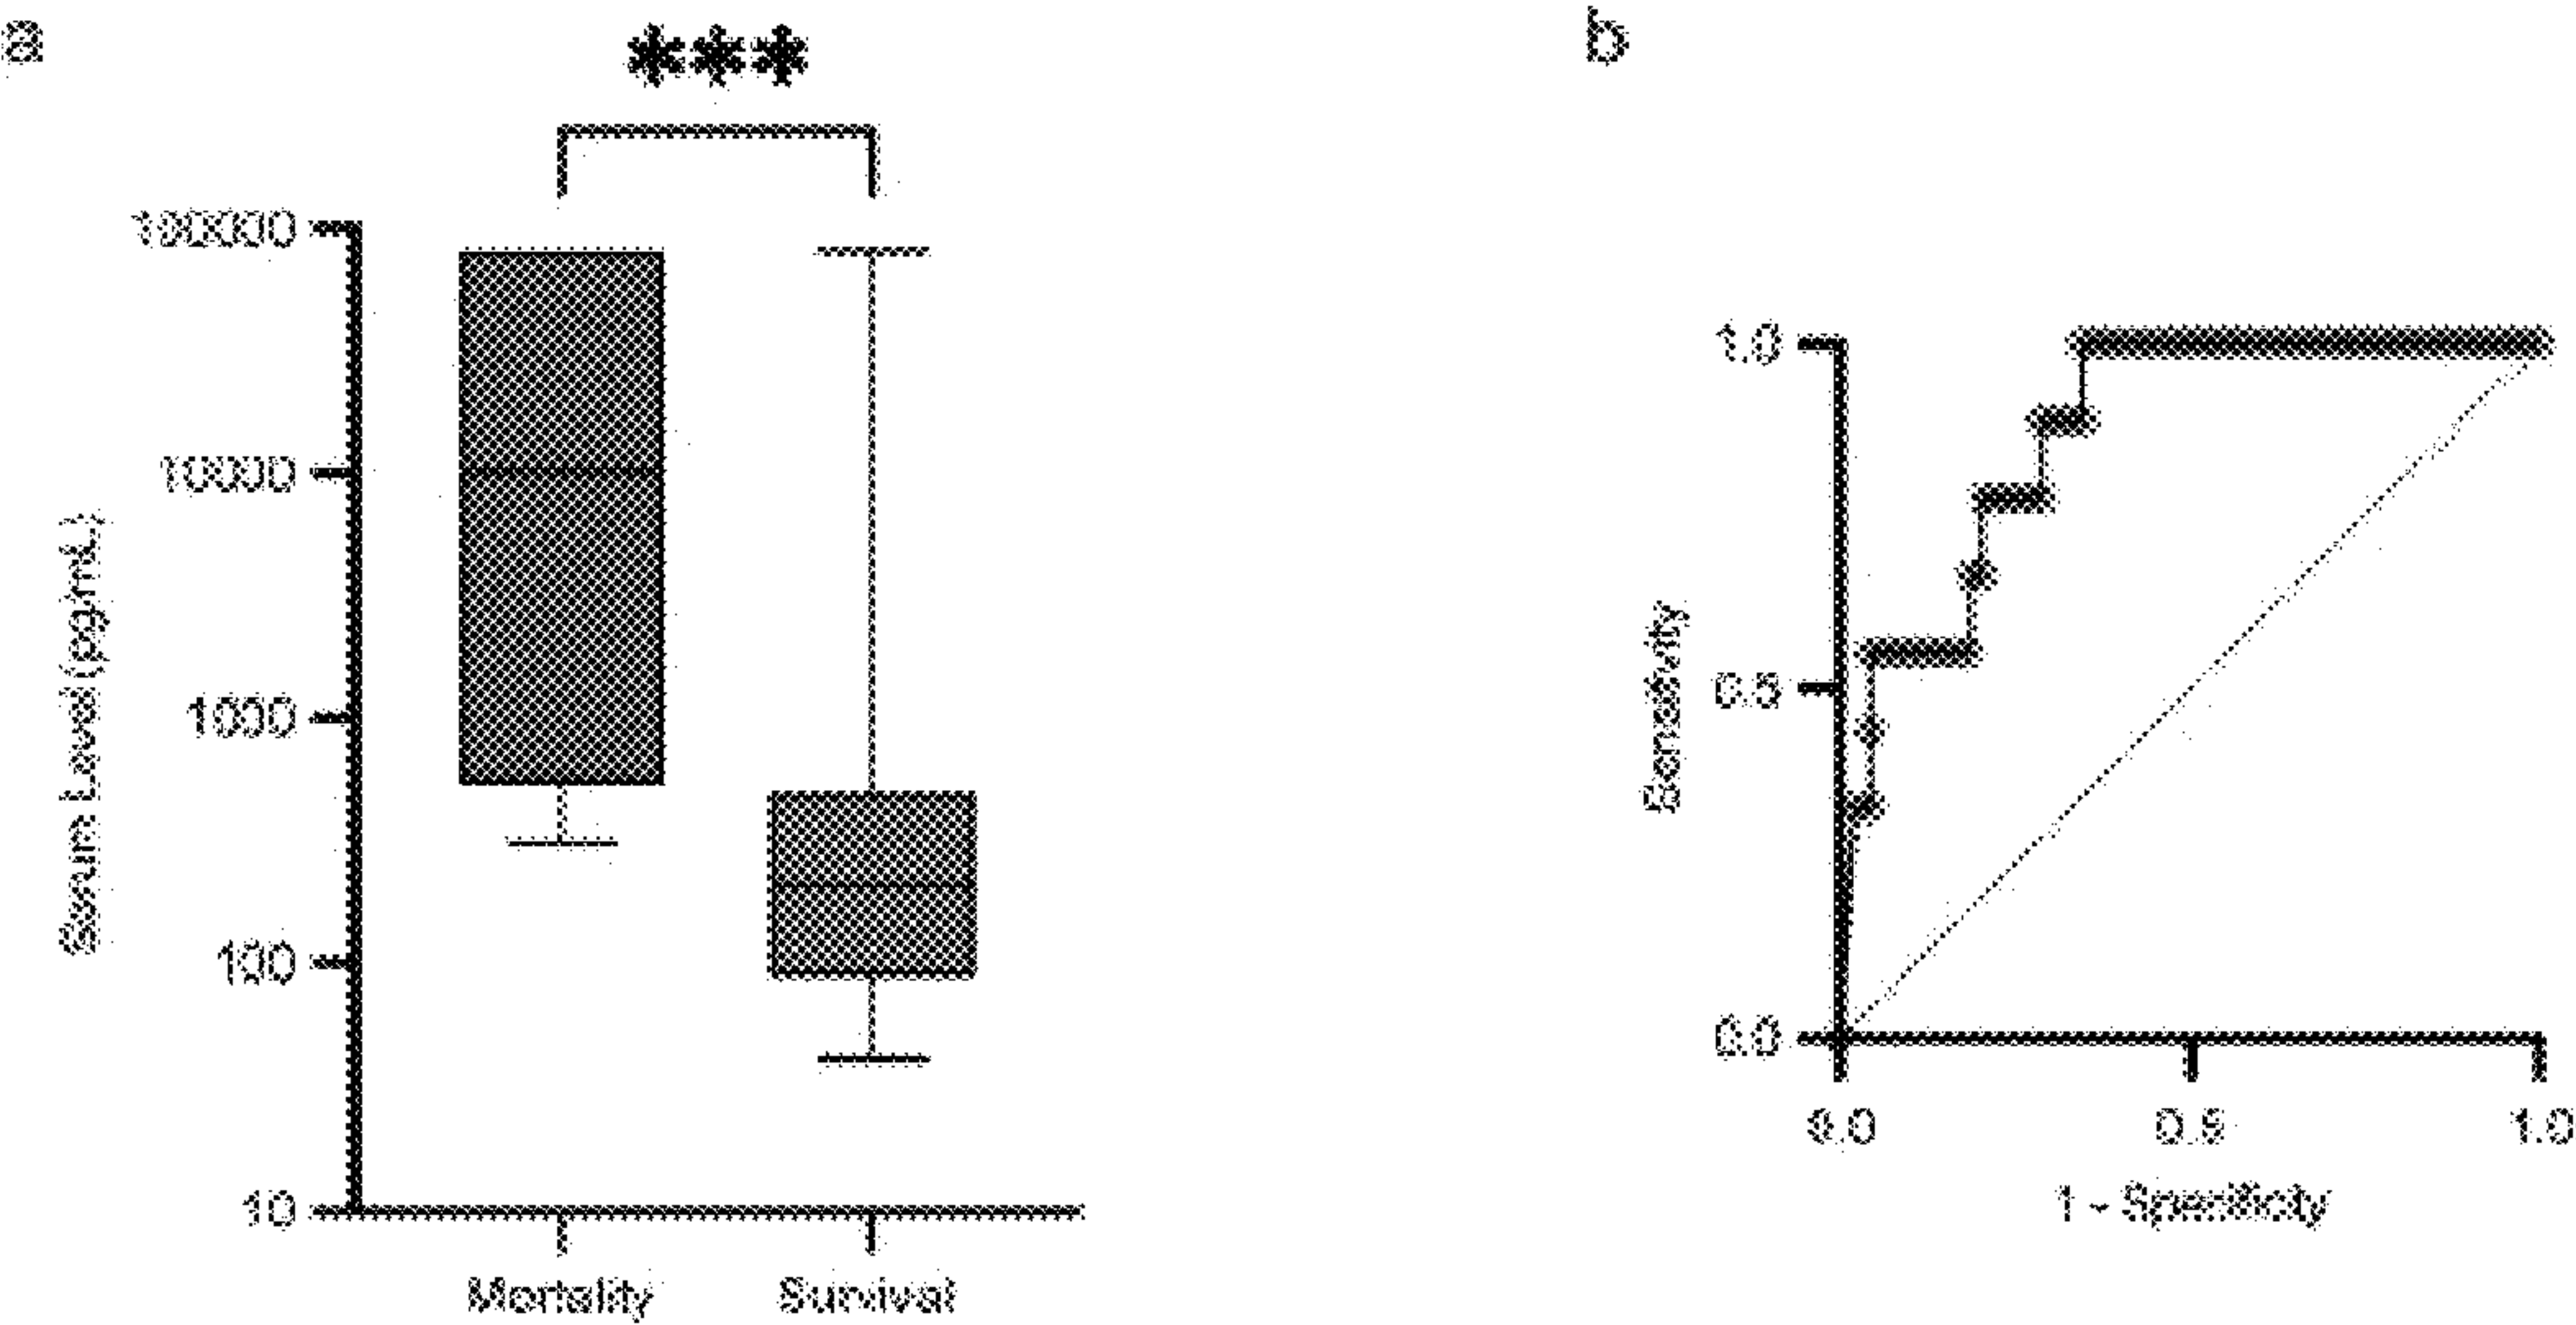 a
***
100000
10000
1000
100
10
Serum Level (pg/mL)
Mortality
Survival
b
1.0
0.5
0.0
Sensitivity
0.0
0.5
1.0
1 - Specificity